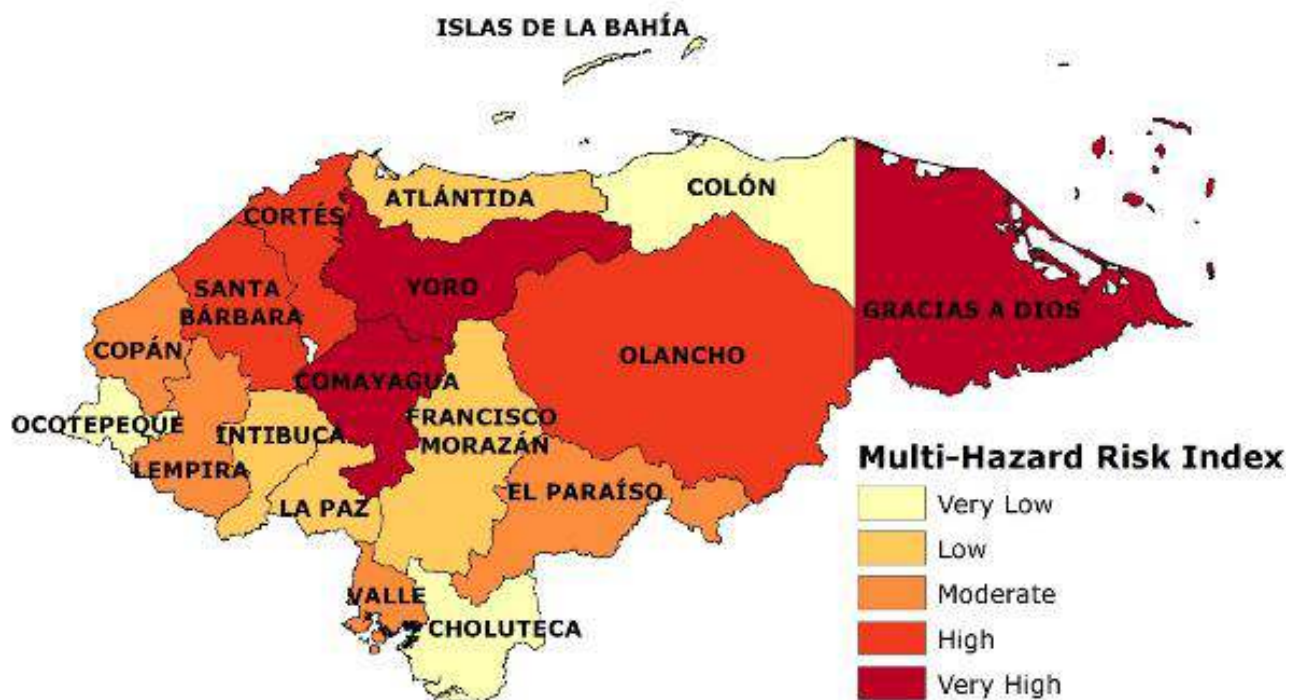 ISLAS DE LA BAHÍA
ATLÁNTIDA
COLÓN
CORTÉS
YORO
SANTA
BÁRBARA
GRACIAS A DIOS
COPÁN
OLANCHO
COMAYAGUA
OCOTEPEQUE
INTIBUCÁ
FRANCISCO
MORAZÁN
LEMPIRA
LA PAZ
EL PARAÍSO
VALLE
CHOLUTECA
Multi-Hazard Risk Index
Very Low
Low
Moderate
High
Very High